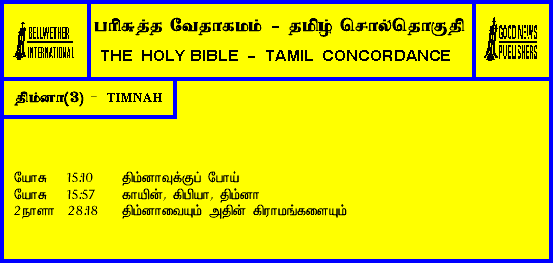 BELLWETHER
INTERNATIONAL
பரிசுத்த வேதாகமம் - தமிழ் சொல்தொகுதி
THE HOLY BIBLE - TAMIL CONCORDANCE
GOOD NEWS
PUBLISHERS
திம்னா(3) - TIMNAH
யோசு 15:10 திம்னாவுக்குப் போய்
யோசு 15:57 காயின், கிபியா, திம்னா
2நாளா 28:18 திம்னாவையும் அதின் கிராமங்களையும்